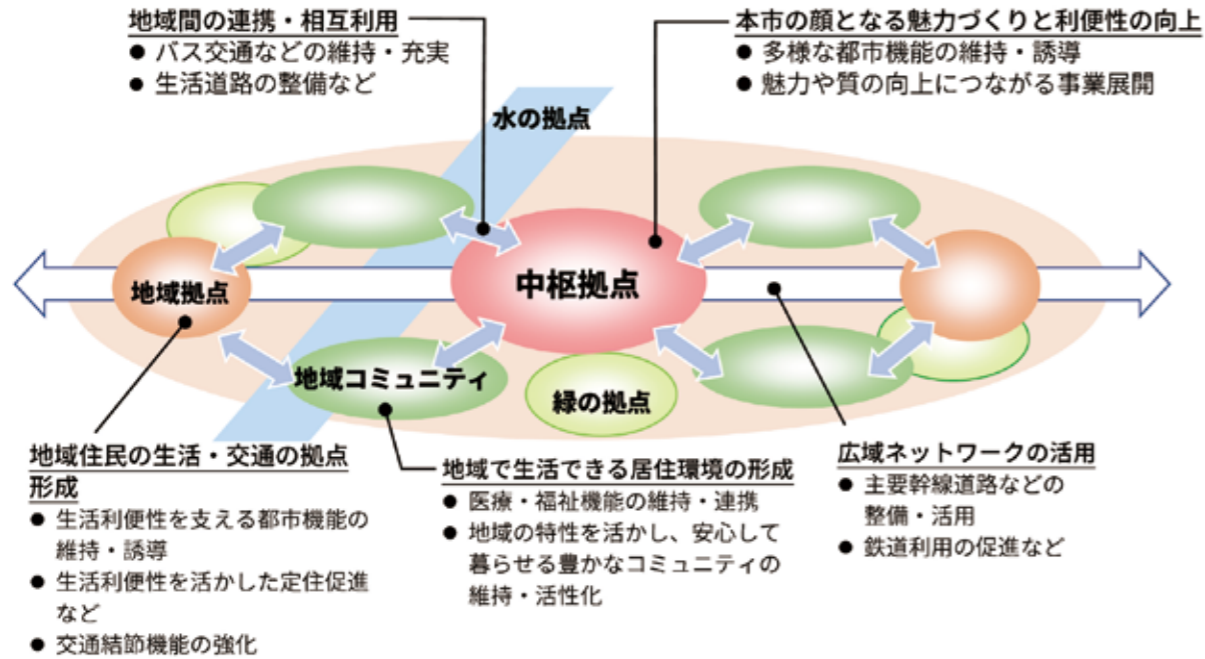 地域間の連携・相互利用
● バス交通などの維持・充実
● 生活道路の整備など
本市の顔となる魅力づくりと利便性の向上
● 多様な都市機能の維持・誘導
● 魅力や質の向上につながる事業展開
水の拠点
中枢拠点
地域拠点
地域コミュニティ
緑の拠点
地域住民の生活・交通の拠点
形成
● 生活利便性を支える都市機能の
維持・誘導
● 生活利便性を活かした定住促進
など
● 交通結節機能の強化
地域で生活できる居住環境の形成
● 医療・福祉機能の維持・連携
● 地域の特性を活かし、安心して
暮らせる豊かなコミュニティの
維持・活性化
広域ネットワークの活用
● 主要幹線道路などの
整備・活用
● 鉄道利用の促進など